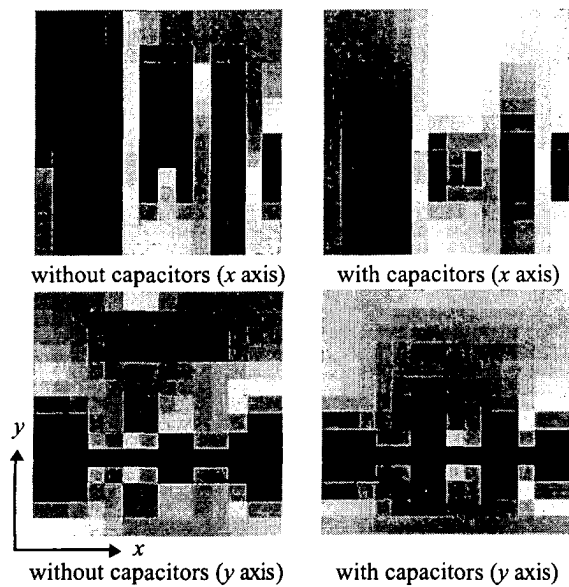 without capacitors (x axis)
with capacitors (x axis)
y
x
without capacitors (y axis)
with capacitors (y axis)